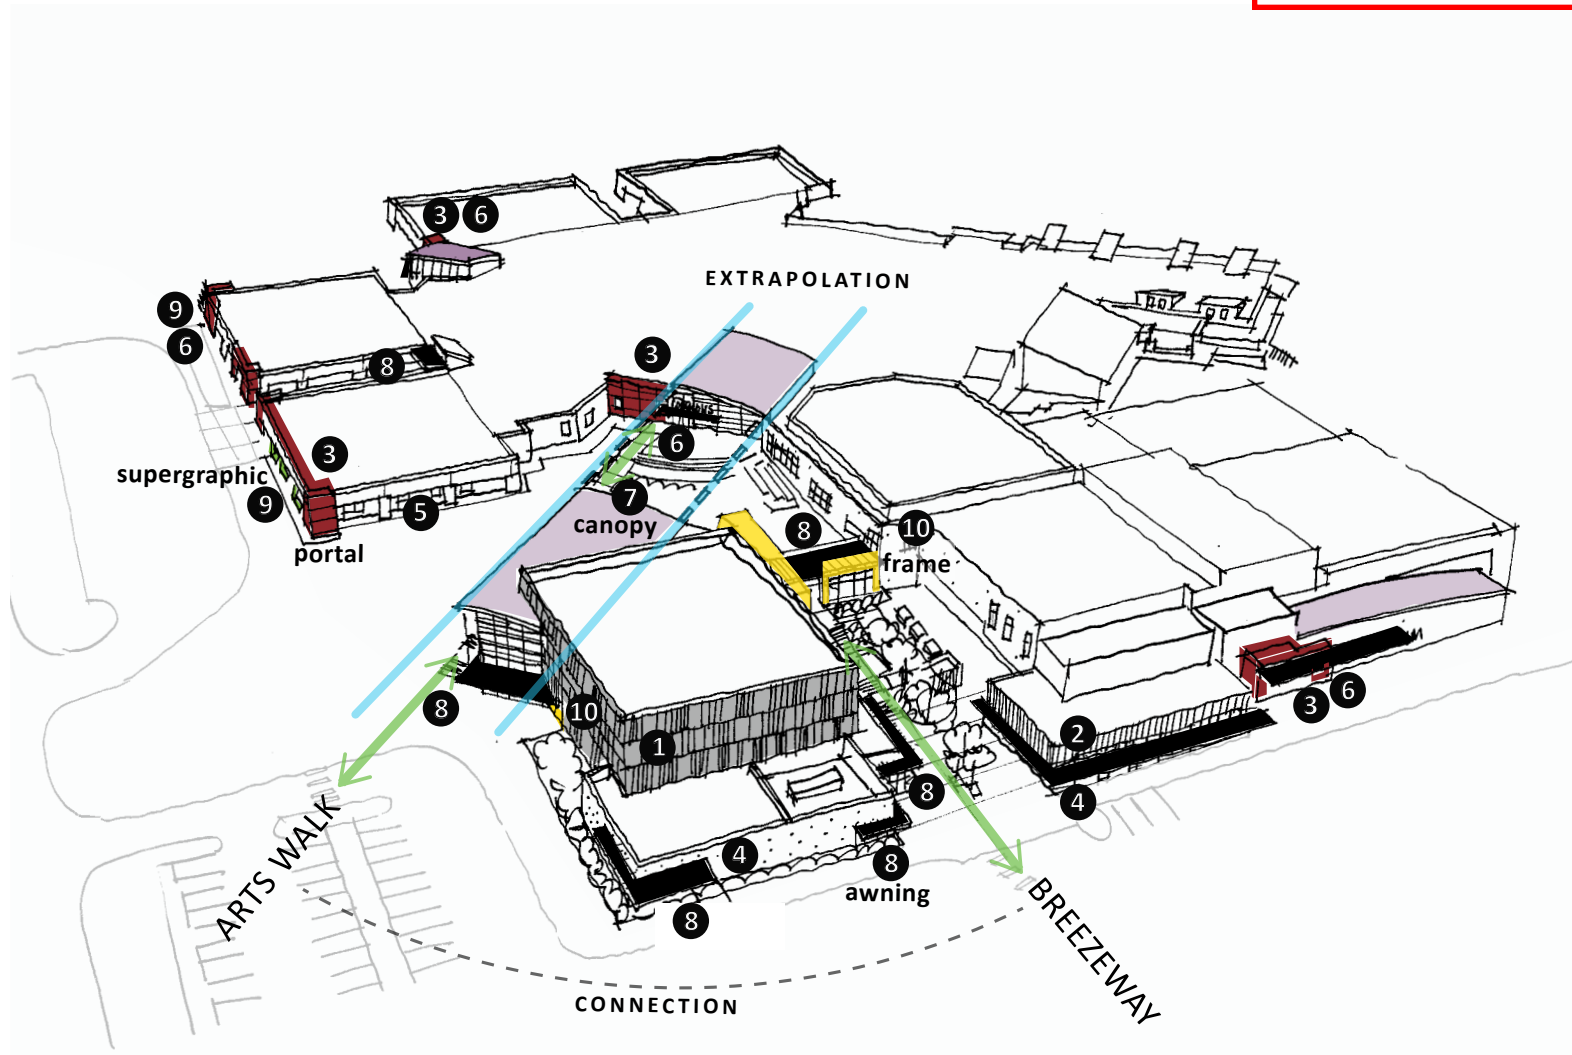 3 6
EXTRAPOLATION
9
3
6
8
6
3
supergraphic
9
5
7
canopy
portal
8
10
frame
8
10
1
2
3 6
8
4
4
8
awning
8
ARTS WALK
BREEZEWAY
CONNECTION